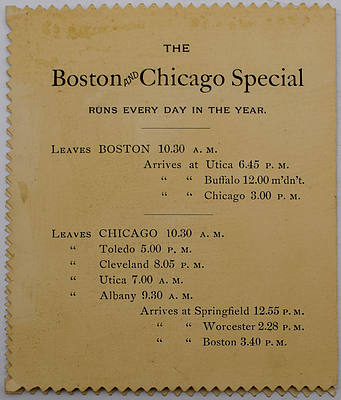 THE
Boston AND Chicago Special
RUNS EVERY DAY IN THE YEAR.
LEAVES BOSTON 10.30 A. M.
Arrives at Utica 6.45 P. M.
“ “ Buffalo 12.00 m’dn’t.
“ “ Chicago 3.00 P. M.
LEAVES CHICAGO 10.30 A. M.
“ Toledo 5.00 P. M.
“ Cleveland 8.05 P. M.
“ Utica 7.00 A. M.
“ Albany 9.30 A. M.
Arrives at Springfield 12.55 P. M.
“ “ Worcester 2.28 P. M.
“ “ Boston 3.40 P. M.